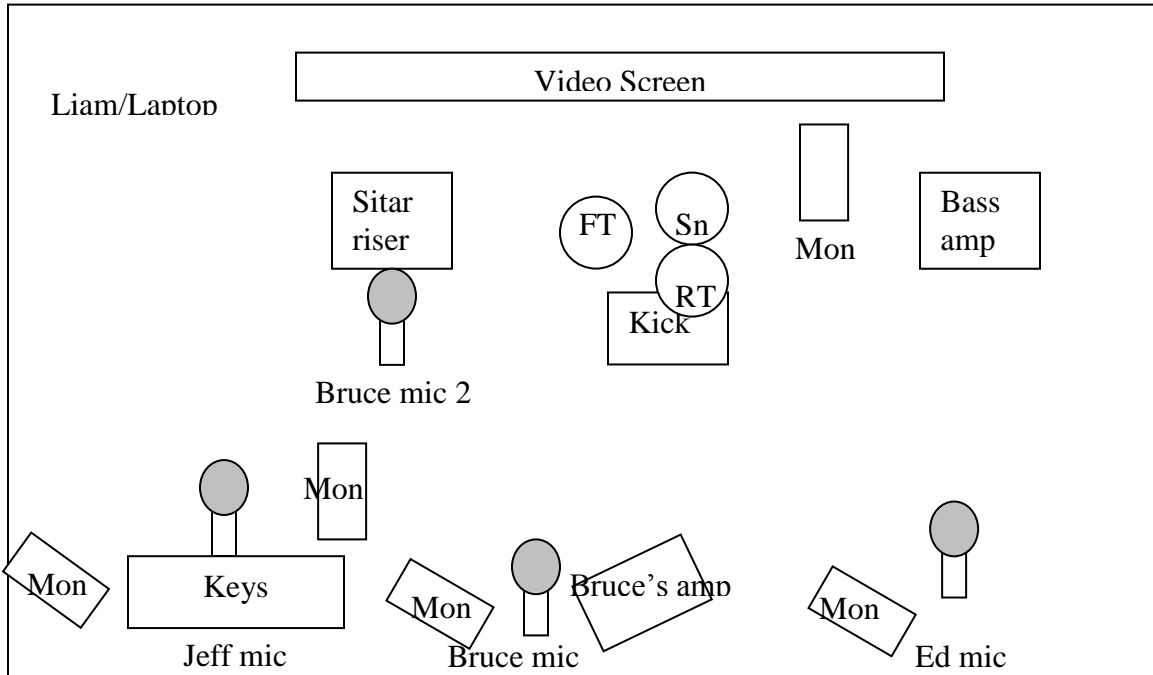 Video Screen
Liam/Laptop
Sitar
riser
FT
Sn
Mon
Bass
amp
RT
Kick
Bruce mic 2
Mon
Mon
Keys
Mon
Bruce’s amp
Mon
Jeff mic
Bruce mic
Ed mic